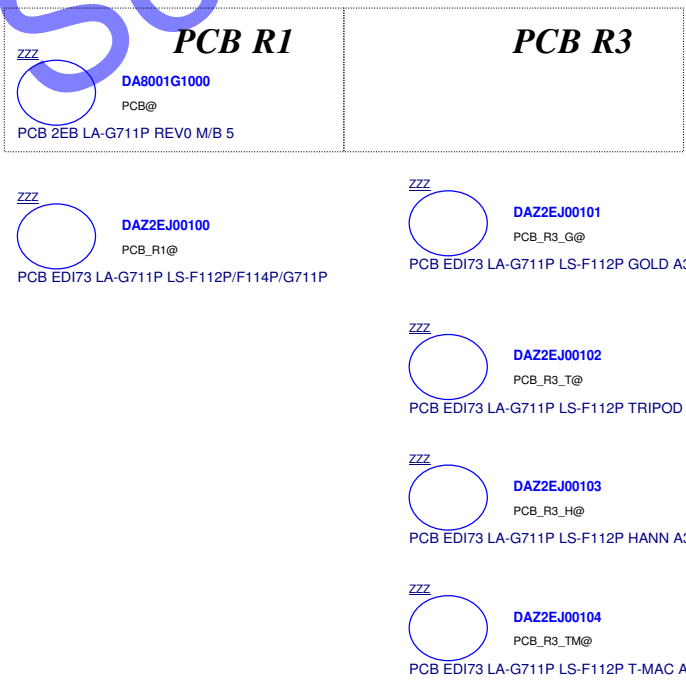 PCB R1
PCB R3
ZZZ
DA8001G1000
PCB@
PCB 2EB LA-G711P REV0 M/B 5
ZZZ
DAZ2EJ00100
PCB_R1@
PCB EDI73 LA-G711P LS-F112P/F114P/G711P
ZZZ
DAZ2EJ00101
PCB_R3_G@
PCB EDI73 LA-G711P LS-F112P GOLD
ZZZ
DAZ2EJ00102
PCB_R3_T@
PCB EDI73 LA-G711P LS-F112P TRIPOD
ZZZ
DAZ2EJ00103
PCB_R3_H@
PCB EDI73 LA-G711P LS-F112P HANN
ZZZ
DAZ2EJ00104
PCB_R3_TM@
PCB EDI73 LA-G711P LS-F112P T-MAC